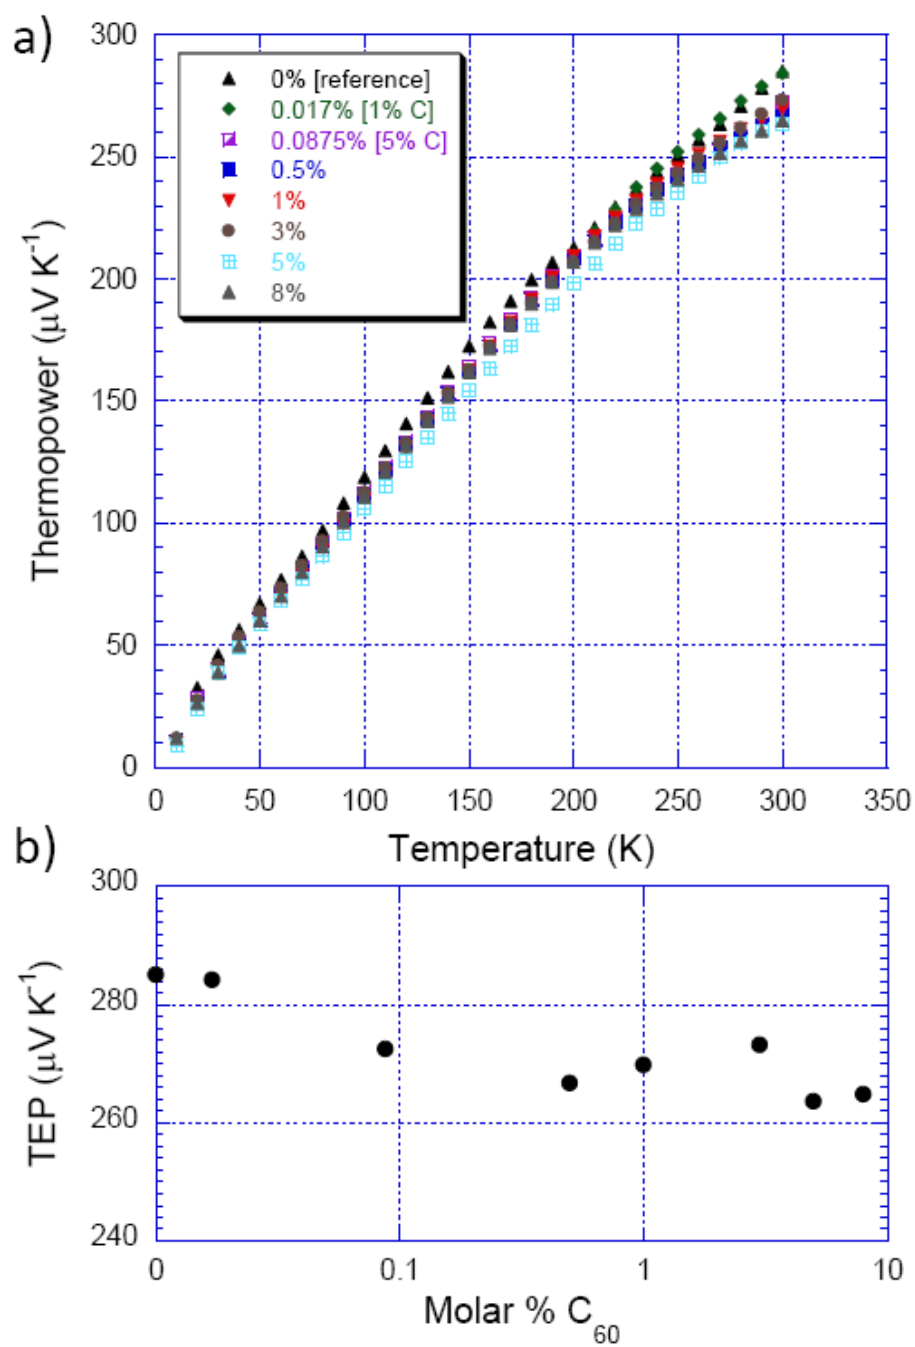 a)
300
250
200
150
100
50
0
Thermopower (μV K⁻¹)
0% [reference]
0.017% [1% C]
0.0875% [5% C]
0.5%
1%
3%
5%
8%
0 50 100 150 200 250 300 350
Temperature (K)
b)
300
280
260
240
TEP (μV K⁻¹)
0 0.1 1 10
Molar % C₆₀